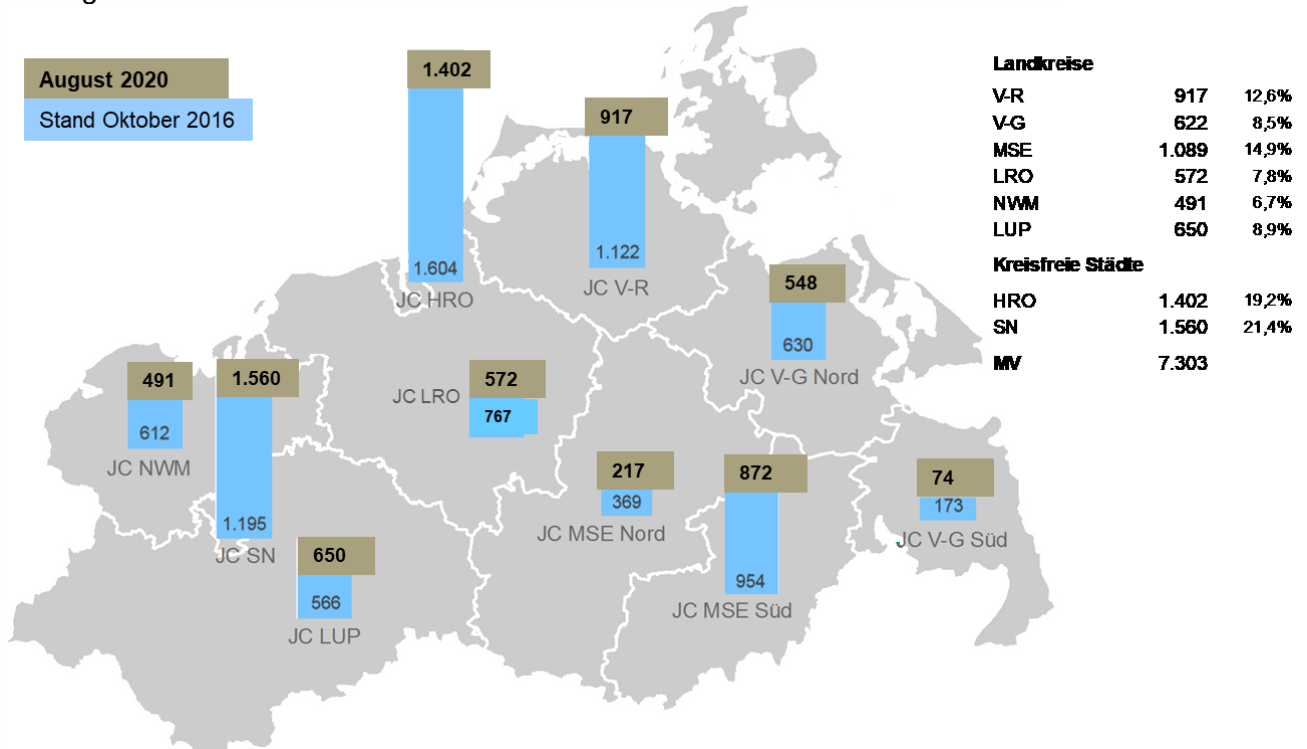 August 2020
Stand Oktober 2016
1.402
1.604
JC HRO
917
1.122
JC V-R
548
630
JC V-G Nord
491
612
JC NWM
1.560
1.195
JC SN
JC LRO
572
767
217
369
JC MSE Nord
872
954
JC MSE Süd
74
173
JC V-G Süd
650
566
JC LUP
Landkreise
V-R 917 12,6%
V-G 622 8,5%
MSE 1.089 14,9%
LRO 572 7,8%
NWM 491 6,7%
LUP 650 8,9%
Kreisfreie Städte
HRO 1.402 19,2%
SN 1.560 21,4%
MV 7.303